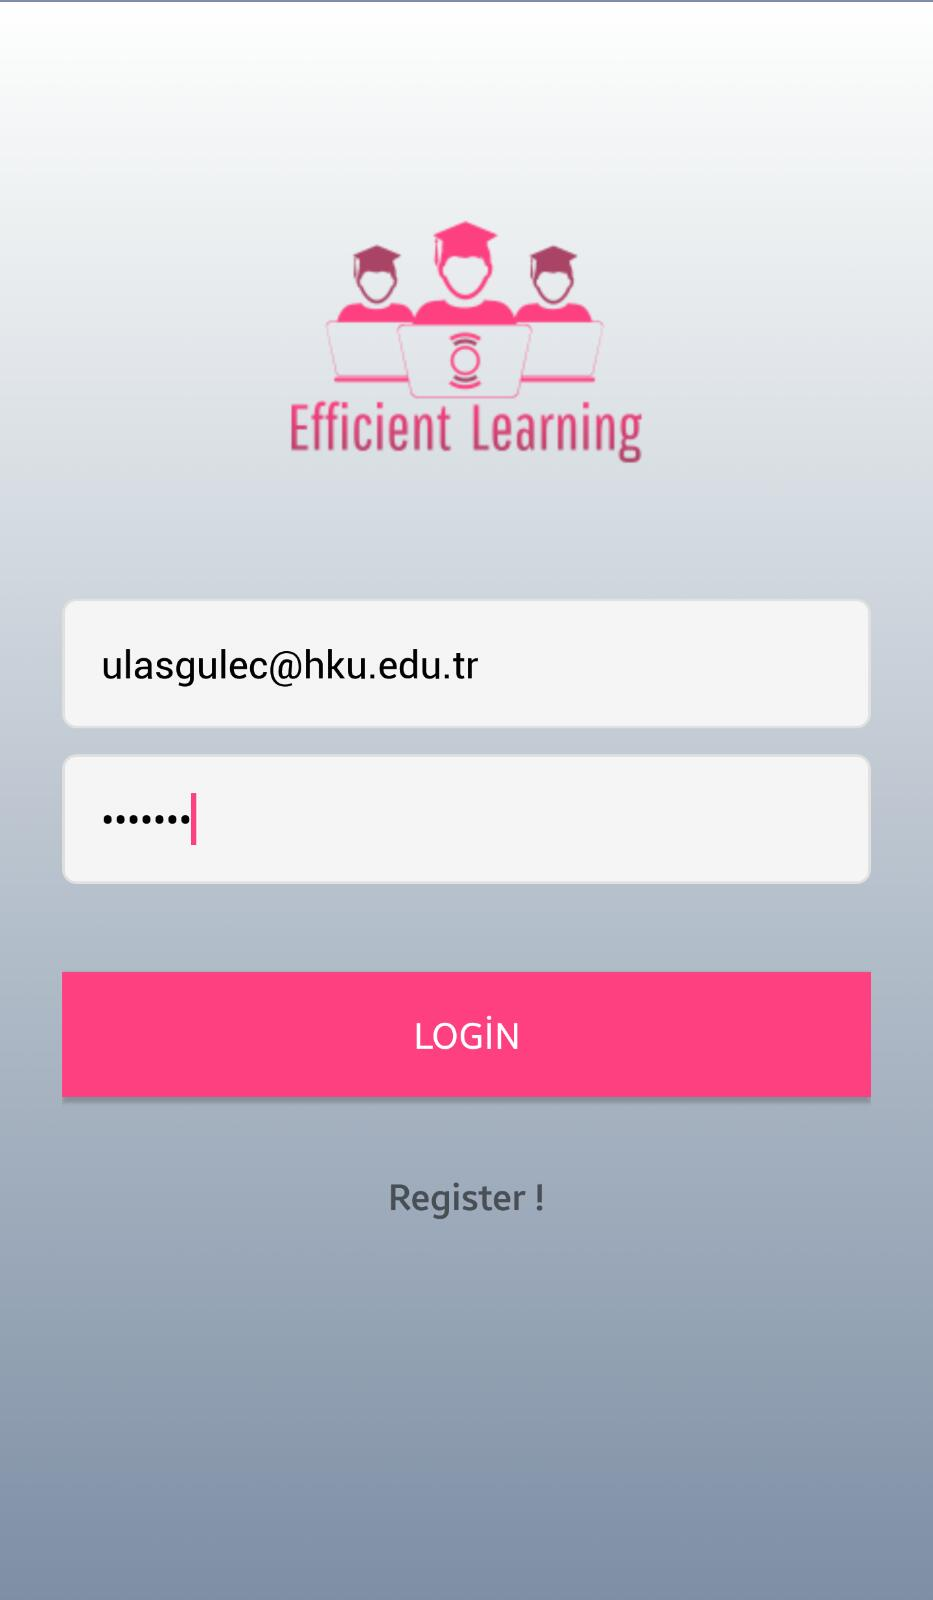 Efficient Learning
ulasgulec@hku.edu.tr
•••••••
LOGİN
Register !